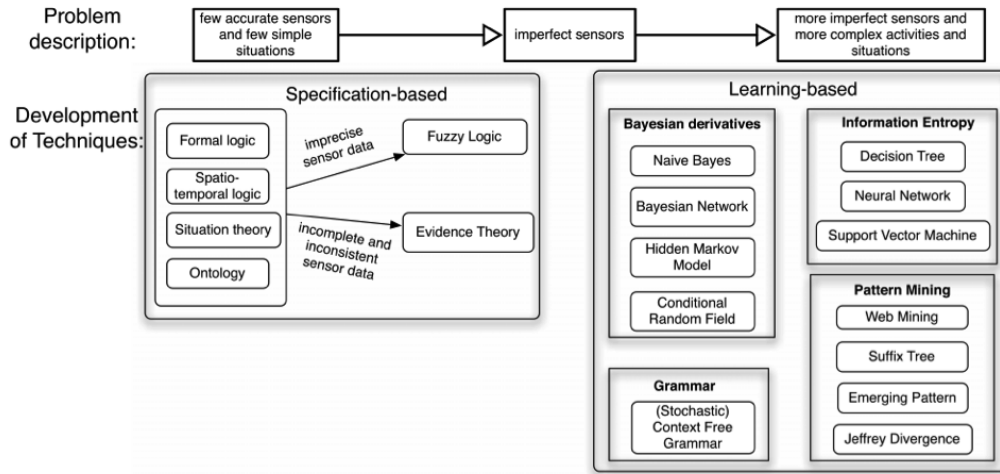 Problem
description:
few accurate sensors
and few simple
situations
imperfect sensors
more imperfect sensors and
more complex activities and
situations
Development
of Techniques:
Specification-based
Formal logic
Spatio-
temporal logic
Situation theory
Ontology
imprecise
sensor data
incomplete and
inconsistent
sensor data
Fuzzy Logic
Evidence Theory
Learning-based
Bayesian derivatives
Naive Bayes
Bayesian Network
Hidden Markov
Model
Conditional
Random Field
Grammar
(Stochastic)
Context Free
Grammar
Information Entropy
Decision Tree
Neural Network
Support Vector Machine
Pattern Mining
Web Mining
Suffix Tree
Emerging Pattern
Jeffrey Divergence